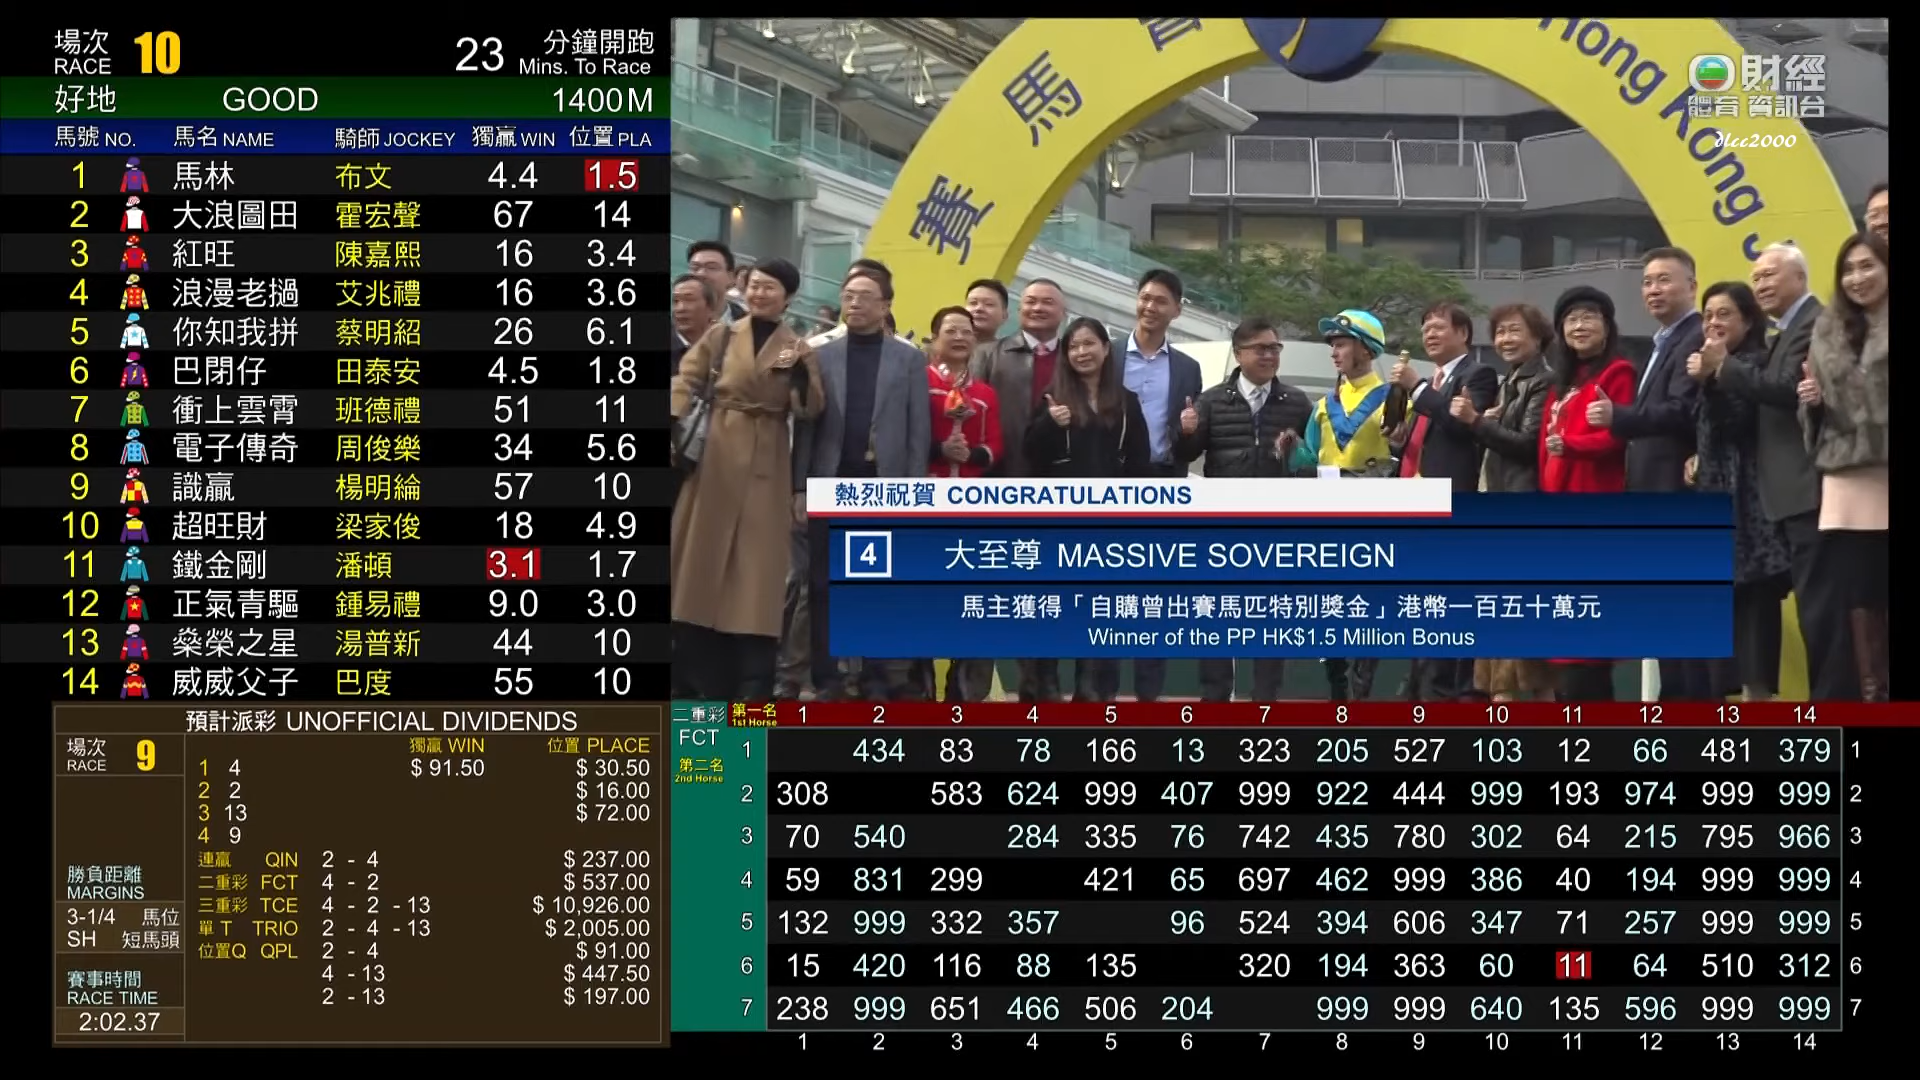 場次 RACE 10 23 分鐘開跑 Mins. To Race
好地 GOOD 1400M
馬號 NO. 馬名 NAME 騎師 JOCKEY 獨贏 WIN 位置 PLA
1 馬林 布文 4.4 1.5
2 大浪圖田 霍宏聲 67 14
3 紅旺 陳嘉熙 16 3.4
4 浪漫老撾 艾兆禮 16 3.6
5 你知我拼 蔡明紹 26 6.1
6 巴閉仔 田泰安 4.5 1.8
7 衝上雲霄 班德禮 51 11
8 電子傳奇 周俊樂 34 5.6
9 識贏 楊明綸 57 10
10 超旺財 梁家俊 18 4.9
11 鐵金剛 潘頓 3.1 1.7
12 正氣青驅 鍾易禮 9.0 3.0
13 燊榮之星 湯普新 44 10
14 威威父子 巴度 55 10
賽馬會
Hong Kong J
財經
體育 資訊台
dlcc2000
熱烈祝賀 CONGRATULATIONS
4 大至尊 MASSIVE SOVEREIGN
馬主獲得「自購曾出賽馬匹特別獎金」港幣一百五十萬元
Winner of the PP HK$1.5 Million Bonus
預計派彩 UNOFFICIAL DIVIDENDS
場次 RACE 9
獨贏 WIN 位置 PLACE
1 4 $ 91.50 $ 30.50
2 2 $ 16.00
3 13 $ 72.00
4 9
連贏 QIN 2 - 4 $ 237.00
二重彩 FCT 4 - 2 $ 537.00
三重彩 TCE 4 - 2 - 13 $ 10,926.00
單T TRIO 2 - 4 - 13 $ 2,005.00
位置Q QPL 2 - 4 $ 91.00
4 - 13 $ 447.50
2 - 13 $ 197.00
勝負距離
MARGINS
3-1/4 馬位
SH 短馬頭
賽事時間
RACE TIME
2:02.37
二重彩 FCT
第一名 1st Horse
第二名 2nd Horse
1 2 3 4 5 6 7 8 9 10 11 12 13 14
1 434 83 78 166 13 323 205 527 103 12 66 481 379 1
2 308 583 624 999 407 999 922 444 999 193 974 999 999 2
3 70 540 284 335 76 742 435 780 302 64 215 795 966 3
4 59 831 299 421 65 697 462 999 386 40 194 999 999 4
5 132 999 332 357 96 524 394 606 347 71 257 999 999 5
6 15 420 116 88 135 320 194 363 60 11 64 510 312 6
7 238 999 651 466 506 204 999 999 640 135 596 999 999 7
1 2 3 4 5 6 7 8 9 10 11 12 13 14